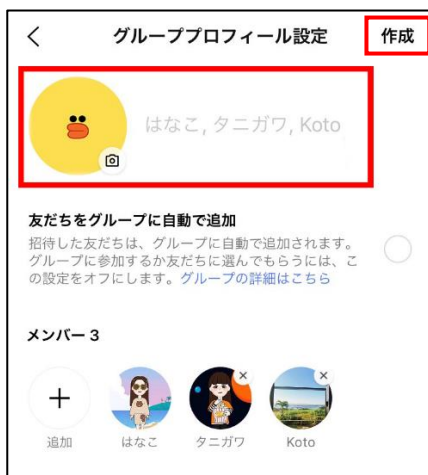 グループプロフィール設定 作成
はなこ, タニガワ, Koto
友だちをグループに自動で追加
招待した友だちは、グループに自動で追加されます。
グループに参加するか友だちに選んでもらうには、こ
の設定をオフにします。グループの詳細はこちら
メンバー 3
追加 はなこ タニガワ Koto